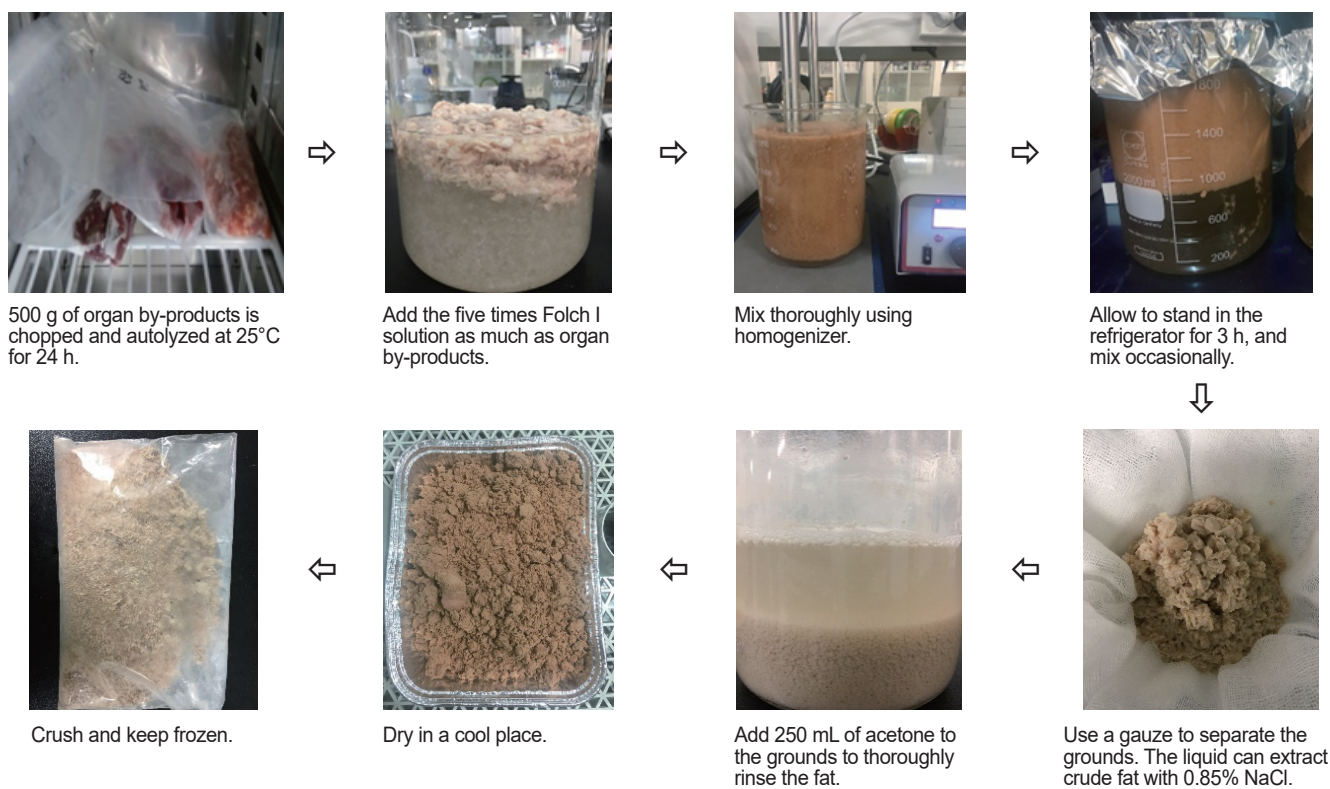 500 g of organ by-products is
chopped and autolyzed at 25°C
for 24 h.
Add the five times Folch I
solution as much as organ
by-products.
Mix thoroughly using
homogenizer.
1800
1400
1000
2000 ml
600
200
Allow to stand in the
refrigerator for 3 h, and
mix occasionally.
Use a gauze to separate the
grounds. The liquid can extract
crude fat with 0.85% NaCl.
Add 250 mL of acetone to
the grounds to thoroughly
rinse the fat.
Dry in a cool place.
Crush and keep frozen.